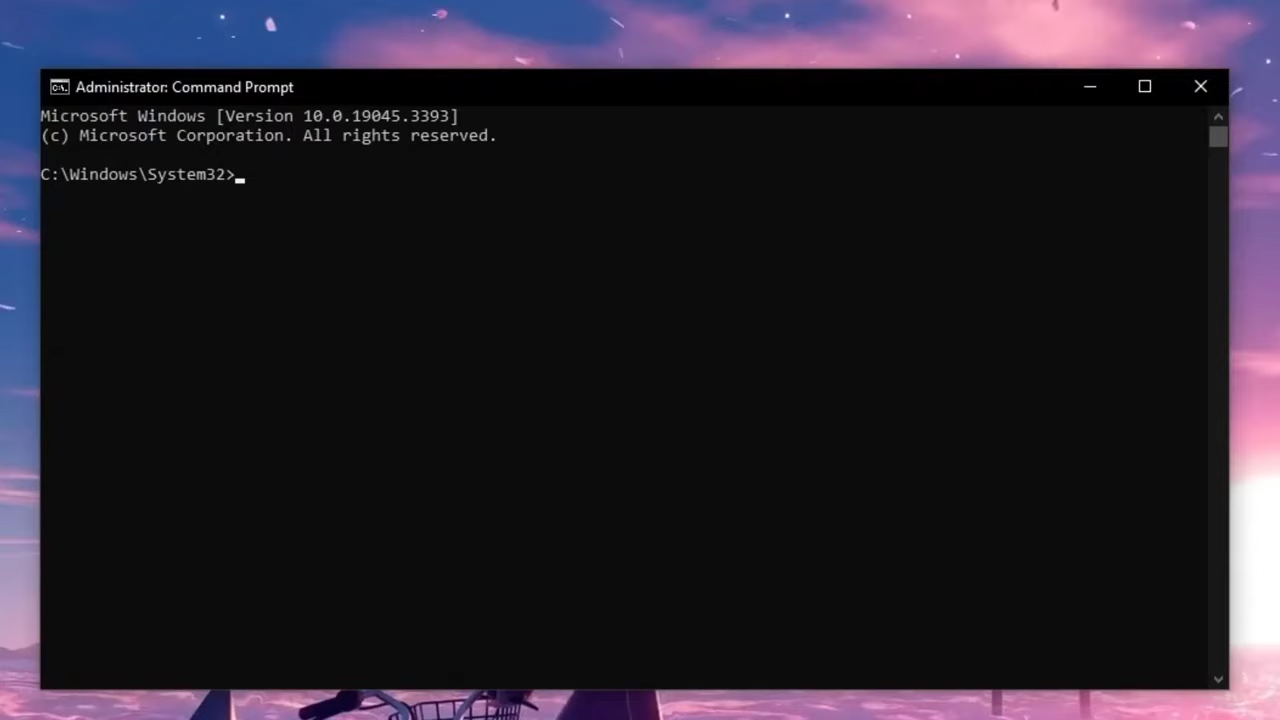 Administrator: Command Prompt
Microsoft Windows [Version 10.0.19045.3393]
(c) Microsoft Corporation. All rights reserved.
C:\Windows\System32>